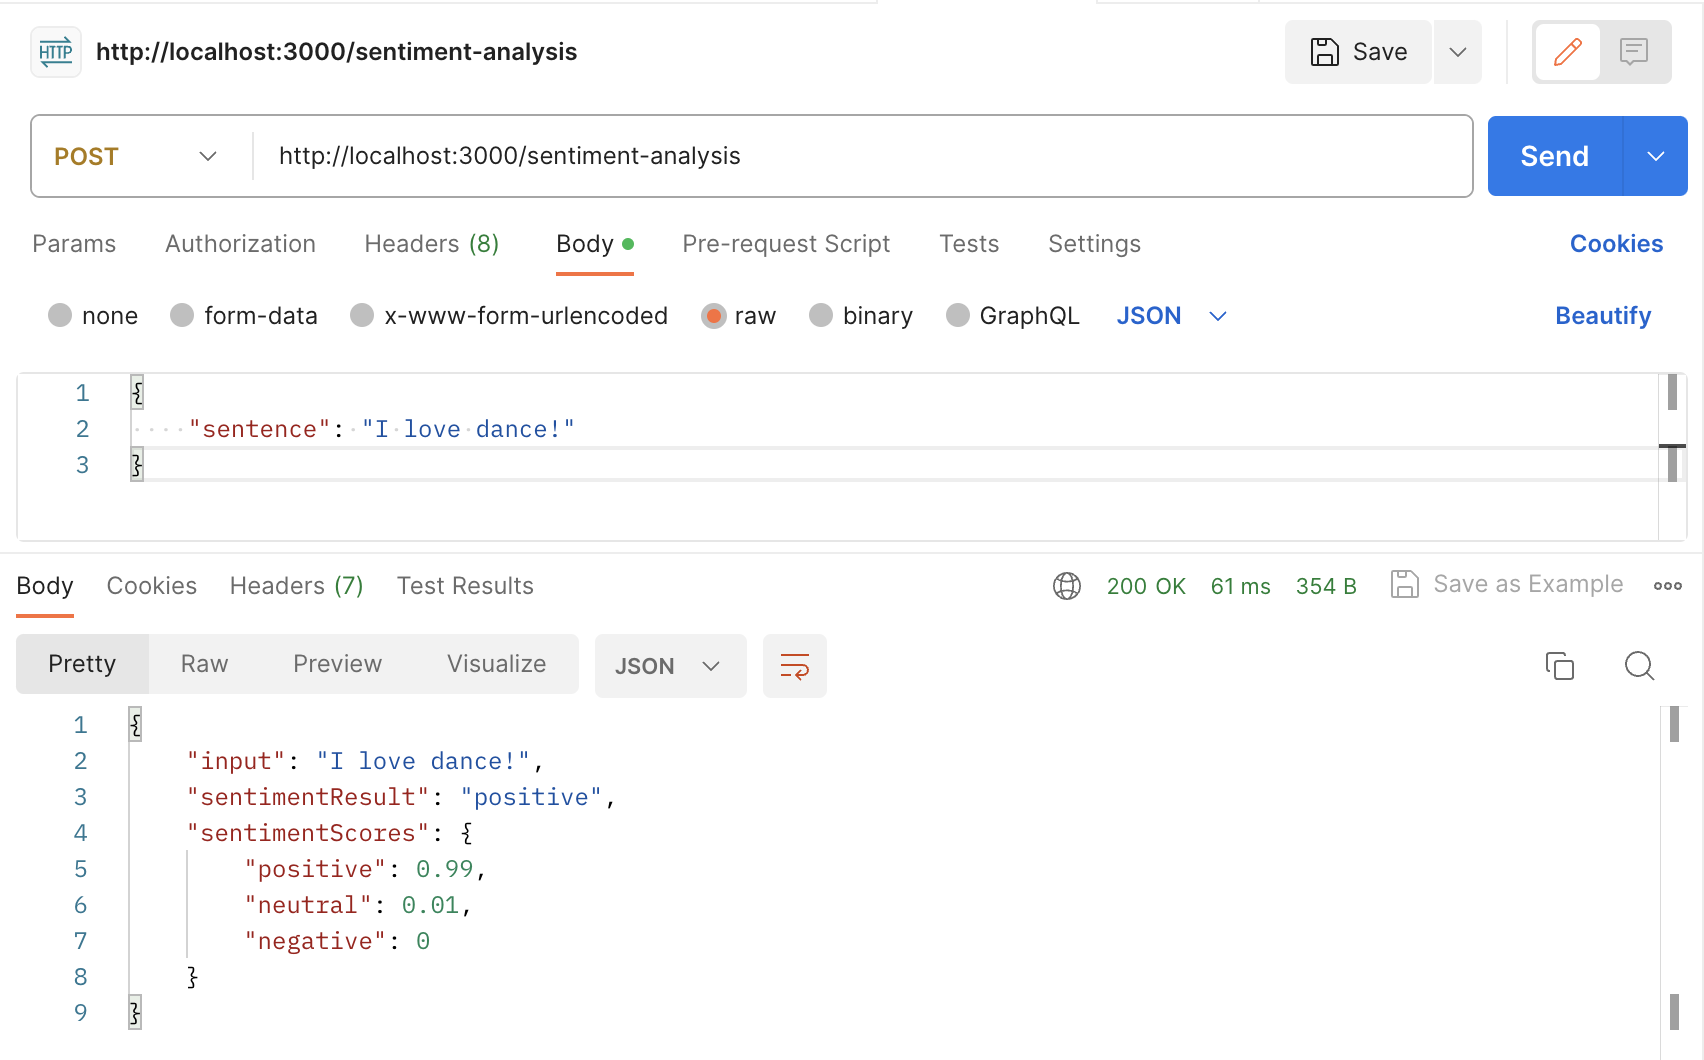 HTTP http://localhost:3000/sentiment-analysis Save
POST http://localhost:3000/sentiment-analysis Send
Params Authorization Headers (8) Body Pre-request Script Tests Settings Cookies
none form-data x-www-form-urlencoded raw binary GraphQL JSON Beautify
1 {
2 "sentence": "I love dance!"
3 }
Body Cookies Headers (7) Test Results 200 OK 61 ms 354 B Save as Example
Pretty Raw Preview Visualize JSON
1 {
2 "input": "I love dance!",
3 "sentimentResult": "positive",
4 "sentimentScores": {
5 "positive": 0.99,
6 "neutral": 0.01,
7 "negative": 0
8 }
9 }